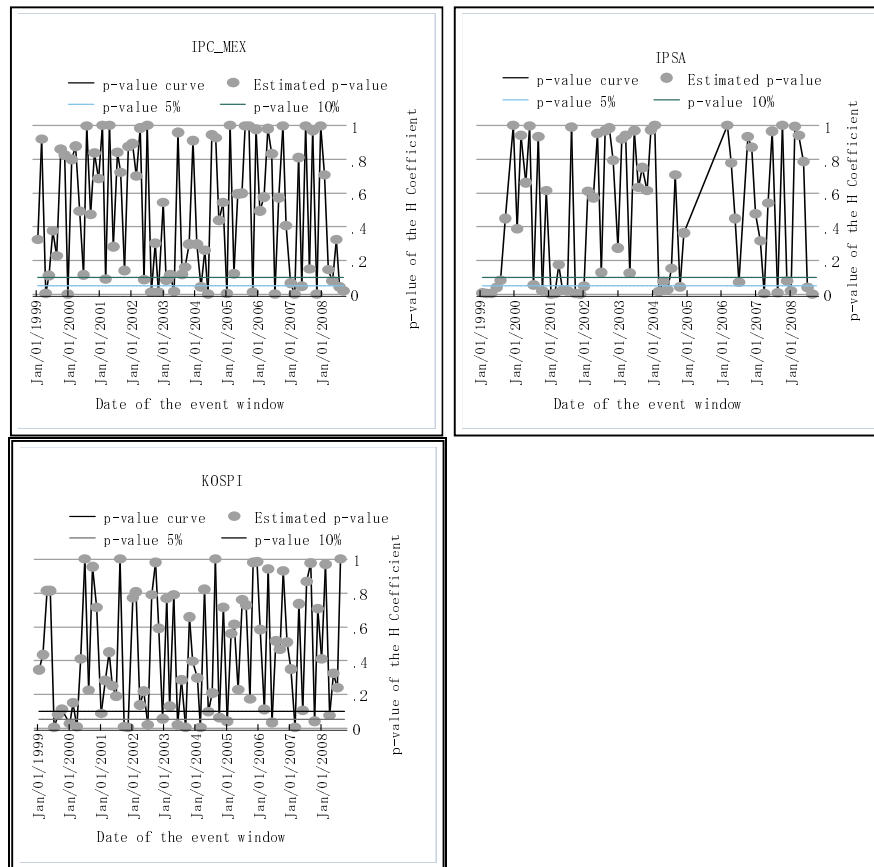 IPC_MEX
p-value curve Estimated p-value
p-value 5% p-value 10%
1
.8
.6
.4
.2
0
p-value of the H Coefficient
Jan/01/1999
Jan/01/2000
Jan/01/2001
Jan/01/2002
Jan/01/2003
Jan/01/2004
Jan/01/2005
Jan/01/2006
Jan/01/2007
Jan/01/2008
Date of the event window
IPSA
p-value curve Estimated p-value
p-value 5% p-value 10%
1
.8
.6
.4
.2
0
p-value of the H Coefficient
Jan/01/1999
Jan/01/2000
Jan/01/2001
Jan/01/2002
Jan/01/2003
Jan/01/2004
Jan/01/2005
Jan/01/2006
Jan/01/2007
Jan/01/2008
Date of the event window
KOSPI
p-value curve Estimated p-value
p-value 5% p-value 10%
1
.8
.6
.4
.2
0
p-value of the H Coefficient
Jan/01/1999
Jan/01/2000
Jan/01/2001
Jan/01/2002
Jan/01/2003
Jan/01/2004
Jan/01/2005
Jan/01/2006
Jan/01/2007
Jan/01/2008
Date of the event window